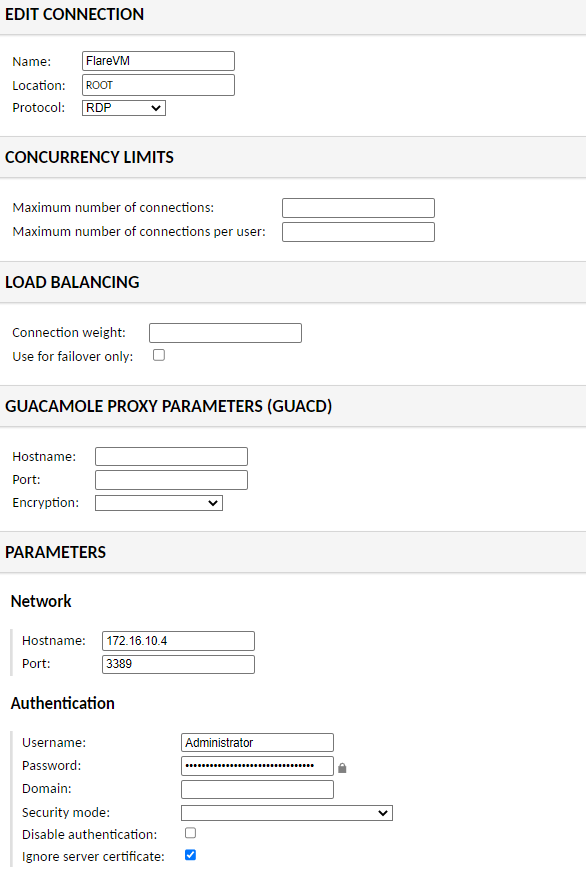 EDIT CONNECTION
Name: FlareVM
Location: ROOT
Protocol: RDP
CONCURRENCY LIMITS
Maximum number of connections:
Maximum number of connections per user:
LOAD BALANCING
Connection weight:
Use for failover only:
GUACAMOLE PROXY PARAMETERS (GUACD)
Hostname:
Port:
Encryption:
PARAMETERS
Network
Hostname: 172.16.10.4
Port: 3389
Authentication
Username: Administrator
Password: ••••••••••••••••••••••••••••••••
Domain:
Security mode:
Disable authentication:
Ignore server certificate: